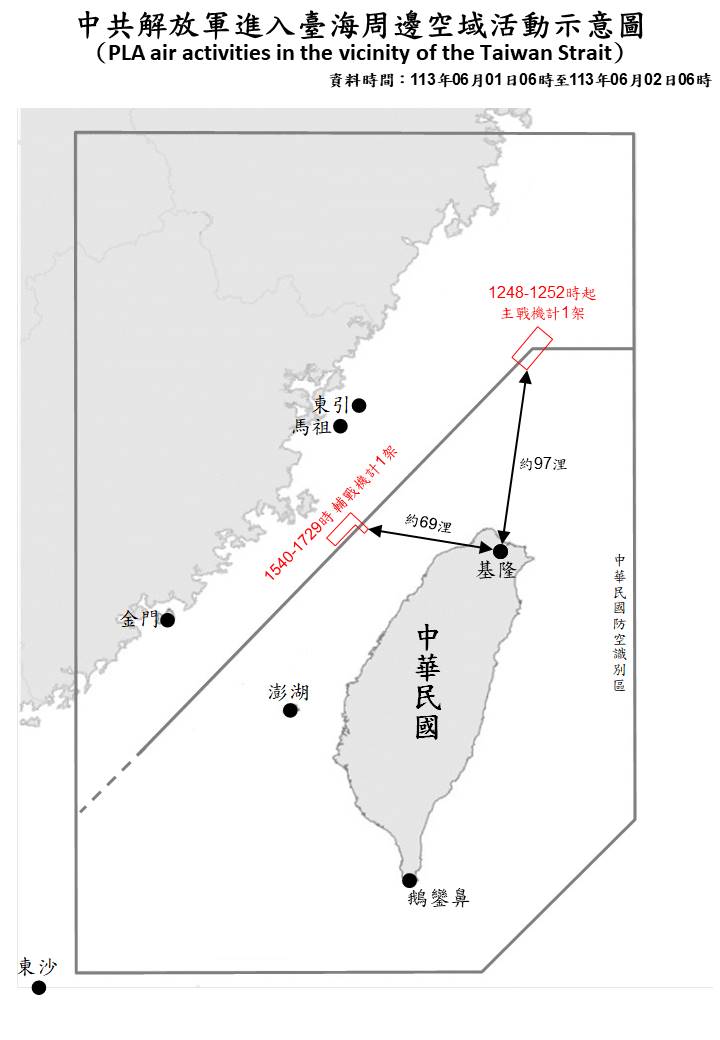 中共解放軍進入臺海周邊空域活動示意圖
（PLA air activities in the vicinity of the Taiwan Strait）
資料時間：113年06月01日06時至113年06月02日06時
1248-1252時起
主戰機計1架
東引
馬祖
約97浬
1540-1729時 輔戰機計1架
約69浬
基隆
中華民國防空識別區
金門
中華民國
澎湖
鵝鑾鼻
東沙